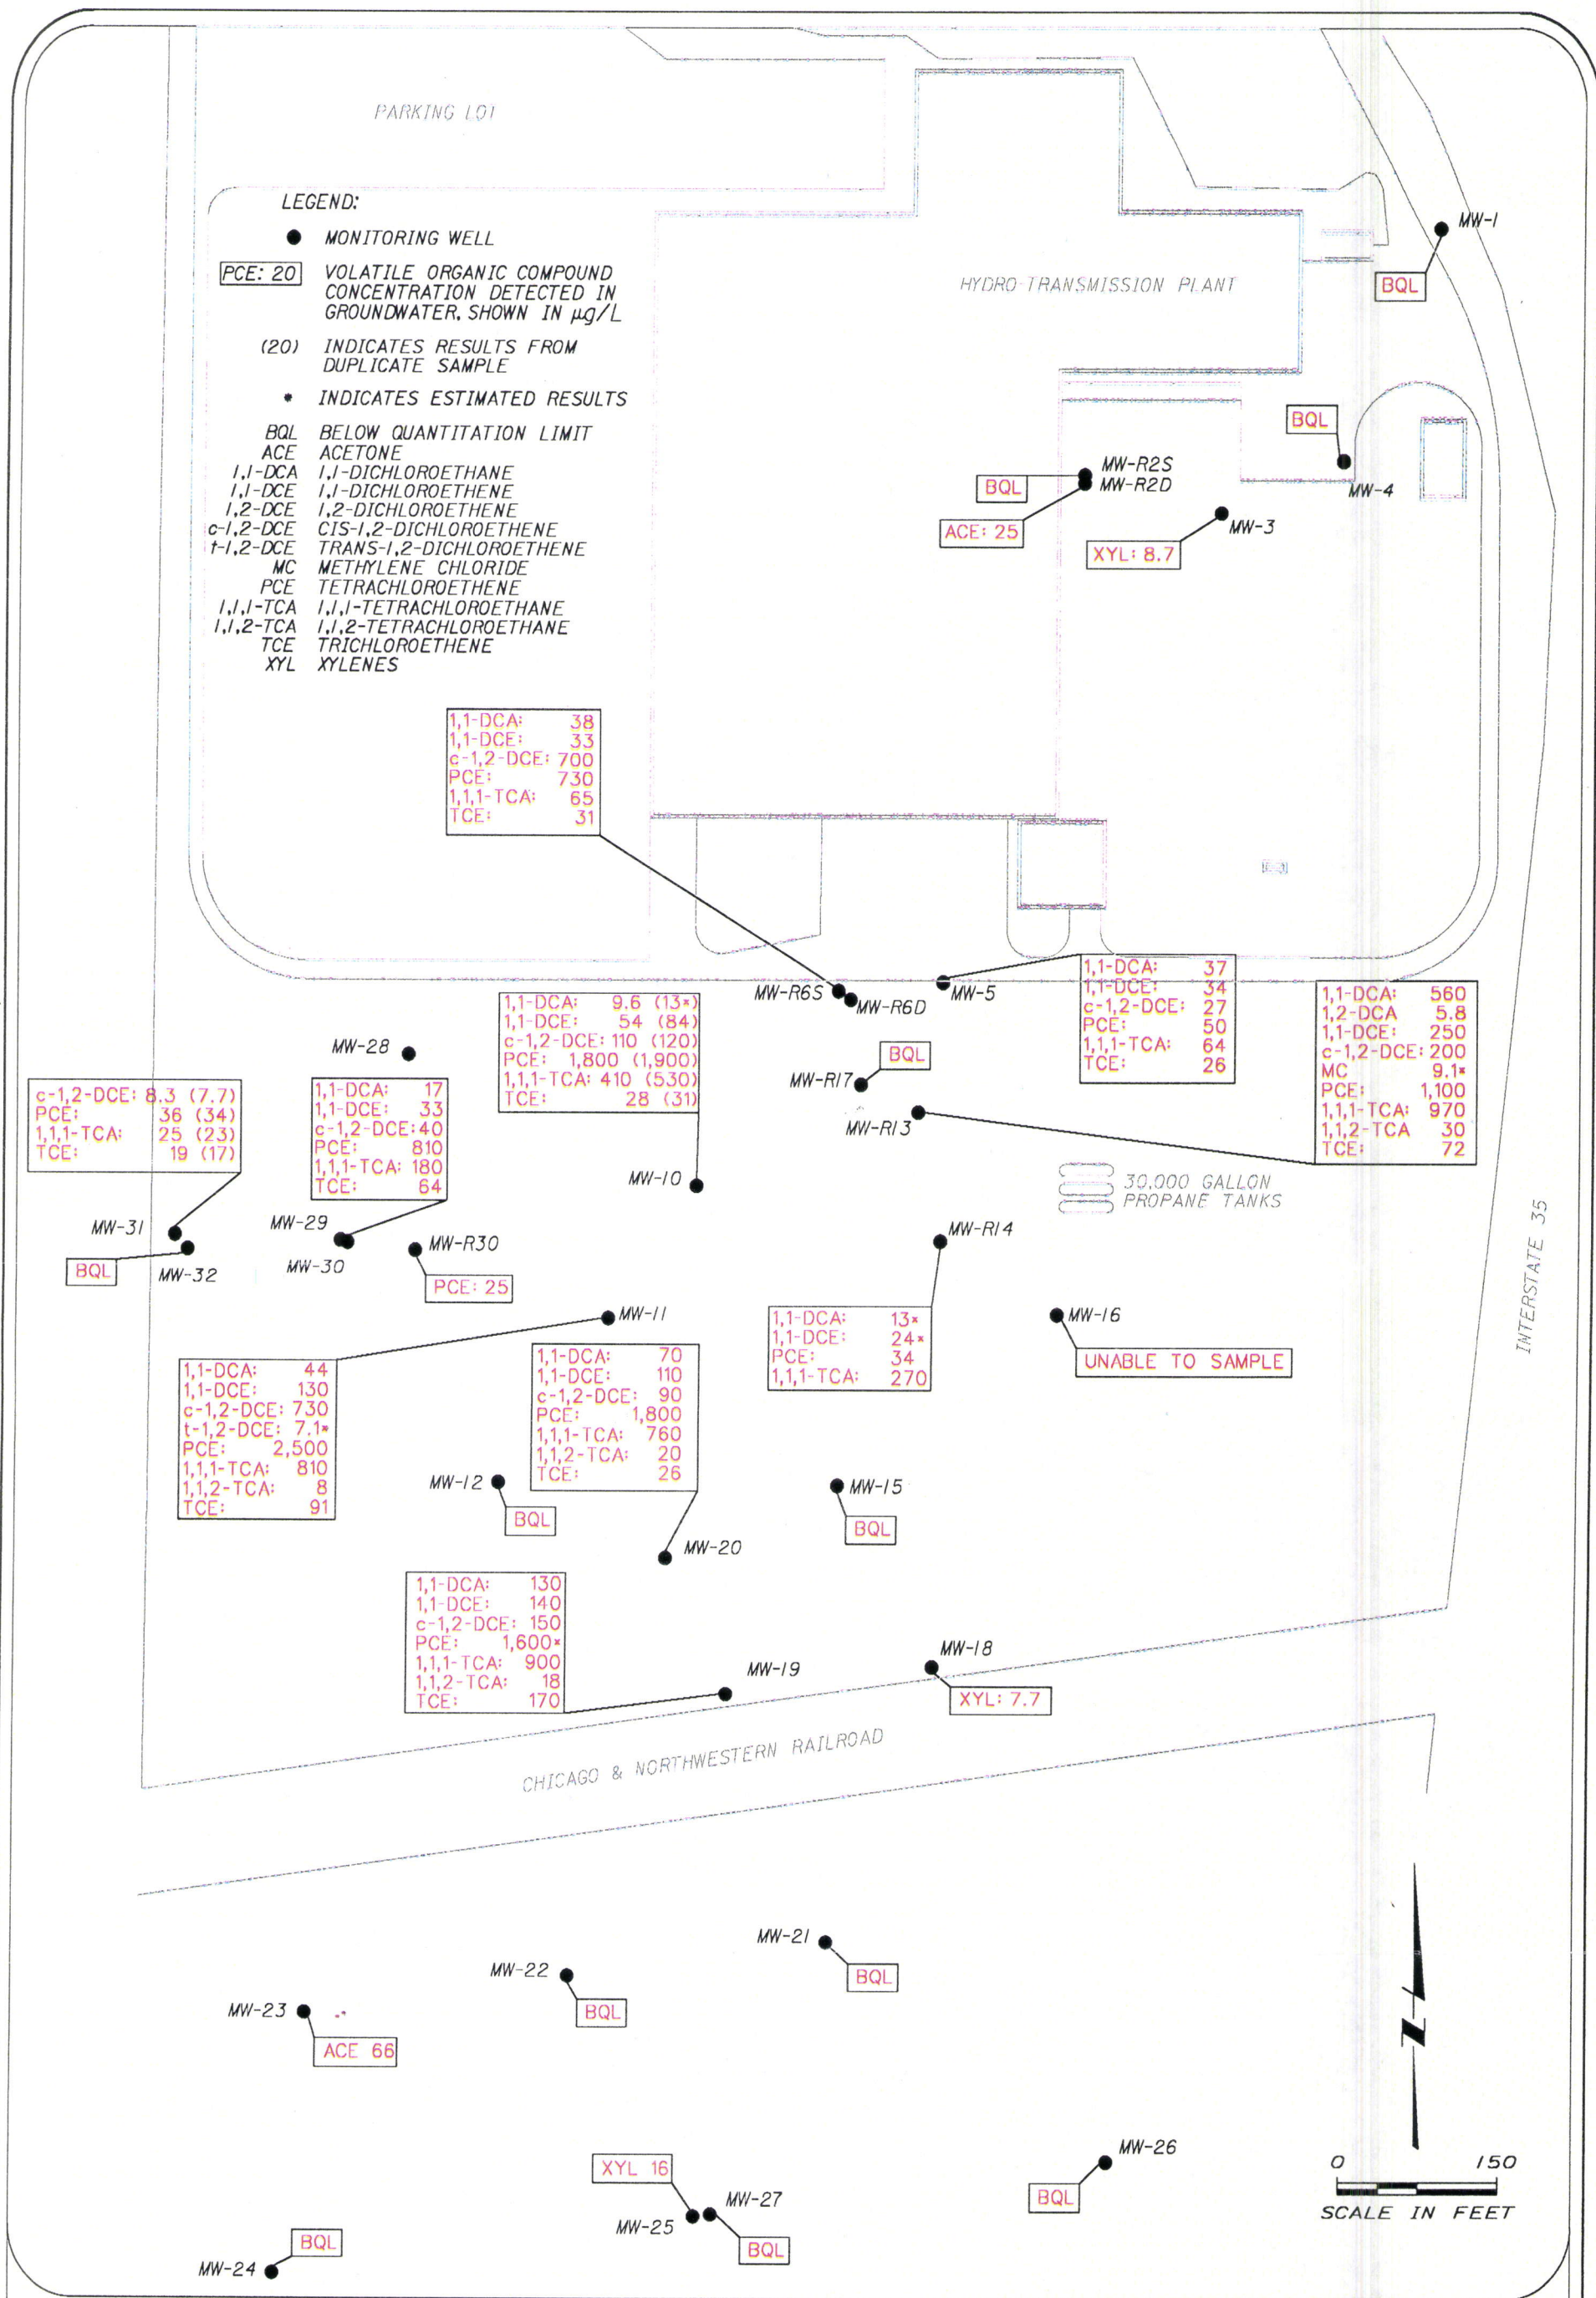 PARKING LOT
LEGEND:
MONITORING WELL
PCE: 20 VOLATILE ORGANIC COMPOUND
CONCENTRATION DETECTED IN
GROUNDWATER, SHOWN IN µg/L
(20) INDICATES RESULTS FROM
DUPLICATE SAMPLE
* INDICATES ESTIMATED RESULTS
BQL BELOW QUANTITATION LIMIT
ACE ACETONE
1,1-DCA 1,1-DICHLOROETHANE
1,1-DCE 1,1-DICHLOROETHENE
1,2-DCE 1,2-DICHLOROETHENE
c-1,2-DCE CIS-1,2-DICHLOROETHENE
t-1,2-DCE TRANS-1,2-DICHLOROETHENE
MC METHYLENE CHLORIDE
PCE TETRACHLOROETHENE
1,1,1-TCA 1,1,1-TETRACHLOROETHANE
1,1,2-TCA 1,1,2-TETRACHLOROETHANE
TCE TRICHLOROETHENE
XYL XYLENES
HYDRO-TRANSMISSION PLANT
MW-1
BQL
BQL
MW-4
MW-R2S
MW-R2D
BQL
ACE: 25
MW-3
XYL: 8.7
1,1-DCA: 38
1,1-DCE: 33
c-1,2-DCE: 700
PCE: 730
1,1,1-TCA: 65
TCE: 31
MW-R6S
MW-R6D
MW-5
1,1-DCA: 37
1,1-DCE: 34
c-1,2-DCE: 27
PCE: 50
1,1,1-TCA: 64
TCE: 26
1,1-DCA: 560
1,2-DCA 5.8
1,1-DCE: 250
c-1,2-DCE: 200
MC 9.1*
PCE: 1,100
1,1,1-TCA: 970
1,1,2-TCA 30
TCE: 72
1,1-DCA: 9.6 (13*)
1,1-DCE: 54 (84)
c-1,2-DCE: 110 (120)
PCE: 1,800 (1,900)
1,1,1-TCA: 410 (530)
TCE: 28 (31)
MW-28
BQL
MW-R17
MW-R13
c-1,2-DCE: 8.3 (7.7)
PCE: 36 (34)
1,1,1-TCA: 25 (23)
TCE: 19 (17)
1,1-DCA: 17
1,1-DCE: 33
c-1,2-DCE: 40
PCE: 810
1,1,1-TCA: 180
TCE: 64
MW-10
30,000 GALLON
PROPANE TANKS
MW-31
MW-32
BQL
MW-29
MW-30
MW-R30
PCE: 25
MW-R14
INTERSTATE 35
MW-11
MW-16
UNABLE TO SAMPLE
1,1-DCA: 13*
1,1-DCE: 24*
PCE: 34
1,1,1-TCA: 270
1,1-DCA: 44
1,1-DCE: 130
c-1,2-DCE: 730
t-1,2-DCE: 7.1*
PCE: 2,500
1,1,1-TCA: 810
1,1,2-TCA: 8
TCE: 91
1,1-DCA: 70
1,1-DCE: 110
c-1,2-DCE: 90
PCE: 1,800
1,1,1-TCA: 760
1,1,2-TCA: 20
TCE: 26
MW-12
BQL
MW-15
BQL
MW-20
1,1-DCA: 130
1,1-DCE: 140
c-1,2-DCE: 150
PCE: 1,600*
1,1,1-TCA: 900
1,1,2-TCA: 18
TCE: 170
MW-19
MW-18
XYL: 7.7
CHICAGO & NORTHWESTERN RAILROAD
MW-21
BQL
MW-22
BQL
MW-23
ACE 66
N
MW-26
BQL
XYL 16
MW-25
MW-27
BQL
BQL
MW-24
0 150
SCALE IN FEET